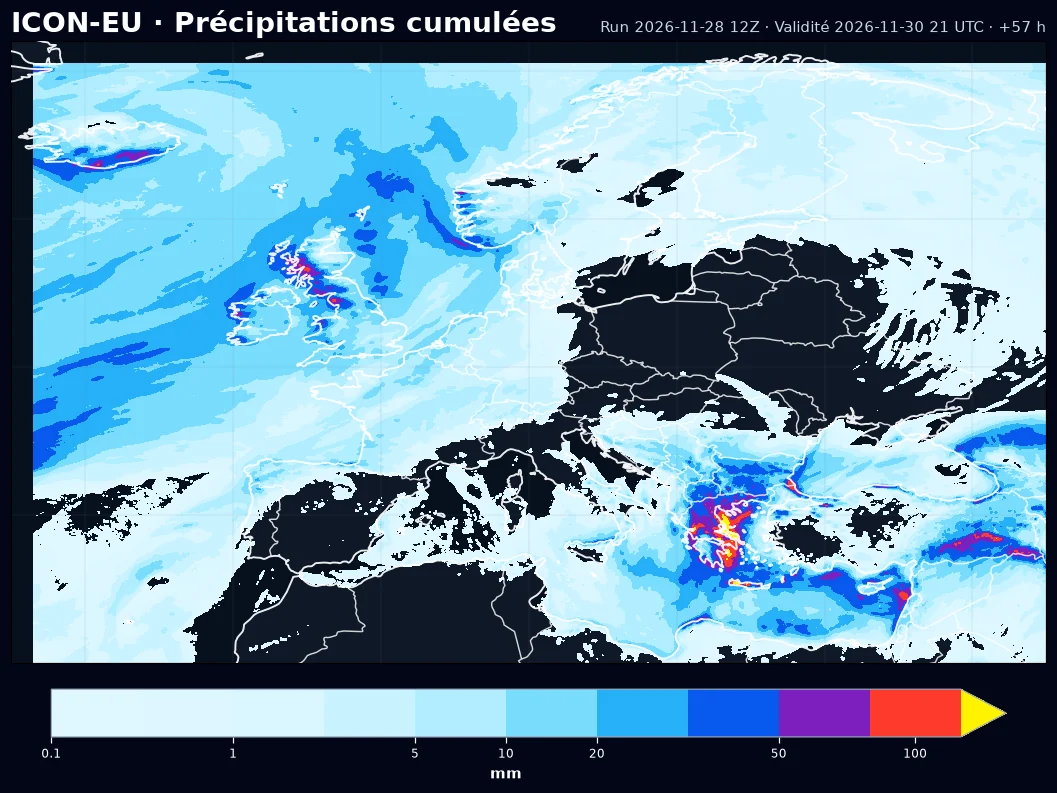 ICON-EU · Précipitations cumulées
Run 2026-11-28 12Z · Validité 2026-11-30 21 UTC · +57 h
0.1 1 5 10 20 50 100
mm